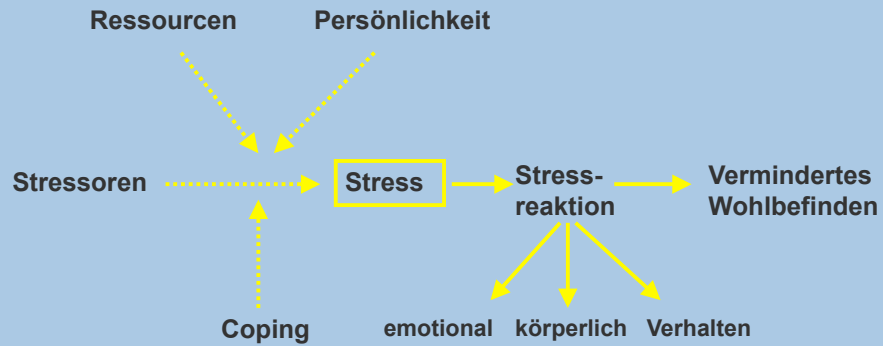 Ressourcen Persönlichkeit
Stressoren Stress Stress-
reaktion
Vermindertes
Wohlbefinden
Coping emotional körperlich Verhalten